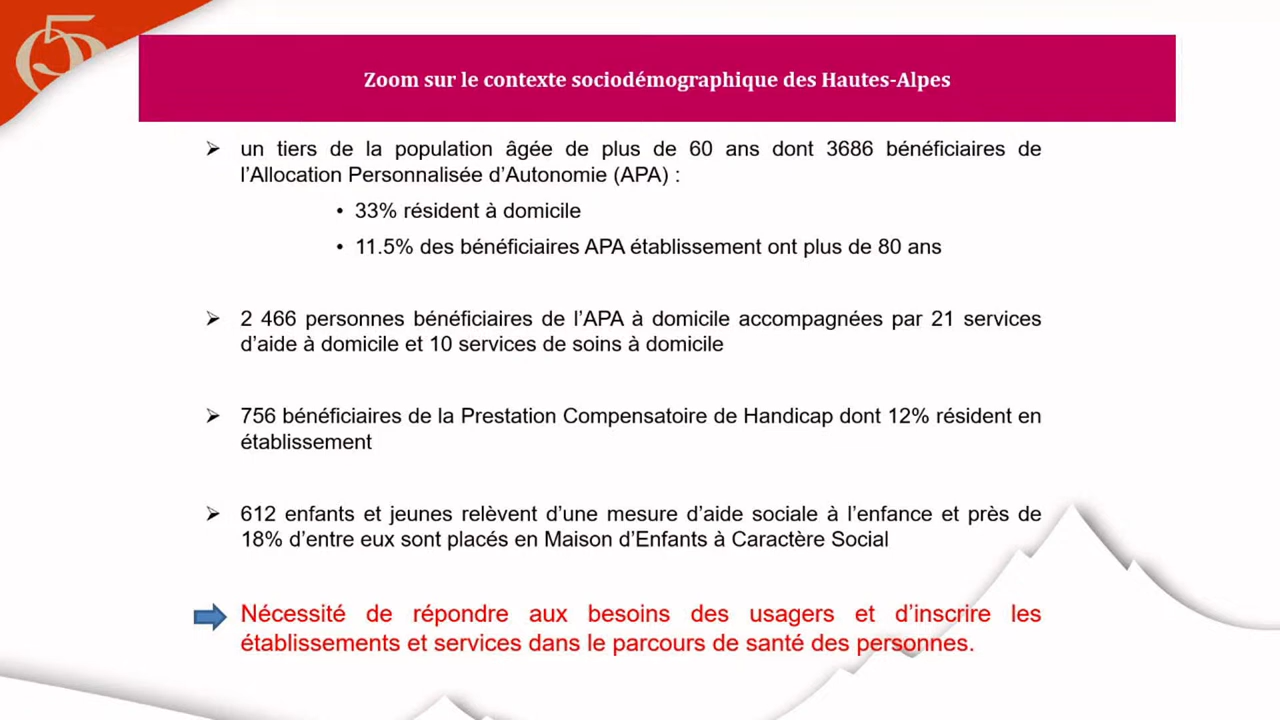 Zoom sur le contexte sociodémographique des Hautes-Alpes
➢ un tiers de la population âgée de plus de 60 ans dont 3686 bénéficiaires de
l’Allocation Personnalisée d’Autonomie (APA) :
• 33% résident à domicile
• 11.5% des bénéficiaires APA établissement ont plus de 80 ans
➢ 2 466 personnes bénéficiaires de l’APA à domicile accompagnées par 21 services
d’aide à domicile et 10 services de soins à domicile
➢ 756 bénéficiaires de la Prestation Compensatoire de Handicap dont 12% résident en
établissement
➢ 612 enfants et jeunes relèvent d’une mesure d’aide sociale à l’enfance et près de
18% d’entre eux sont placés en Maison d’Enfants à Caractère Social
Nécessité de répondre aux besoins des usagers et d’inscrire les
établissements et services dans le parcours de santé des personnes.